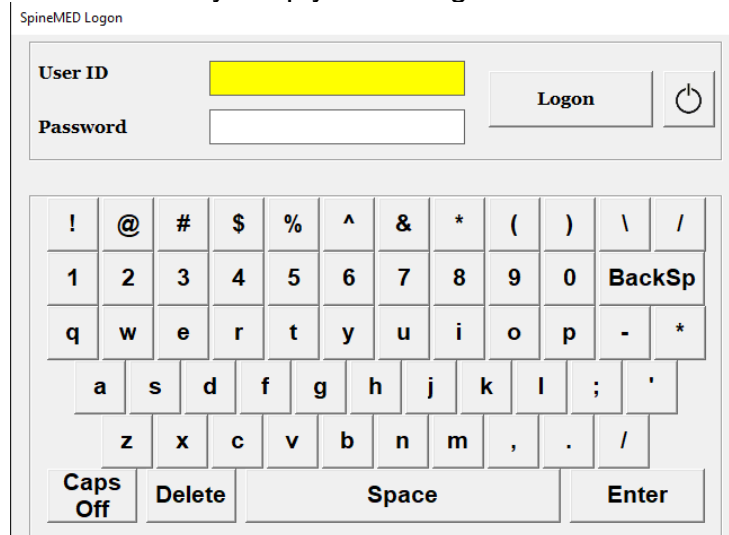 SpineMED Logon
User ID
Logon
Password
! @ # $ % ^ & * ( ) \ /
1 2 3 4 5 6 7 8 9 0 BackSp
q w e r t y u i o p - *
a s d f g h j k l ; '
z x c v b n m , . /
Caps Off Delete Space Enter